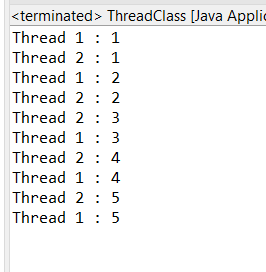 <terminated> ThreadClass [Java Applic
Thread 1 : 1
Thread 2 : 1
Thread 1 : 2
Thread 2 : 2
Thread 2 : 3
Thread 1 : 3
Thread 2 : 4
Thread 1 : 4
Thread 2 : 5
Thread 1 : 5